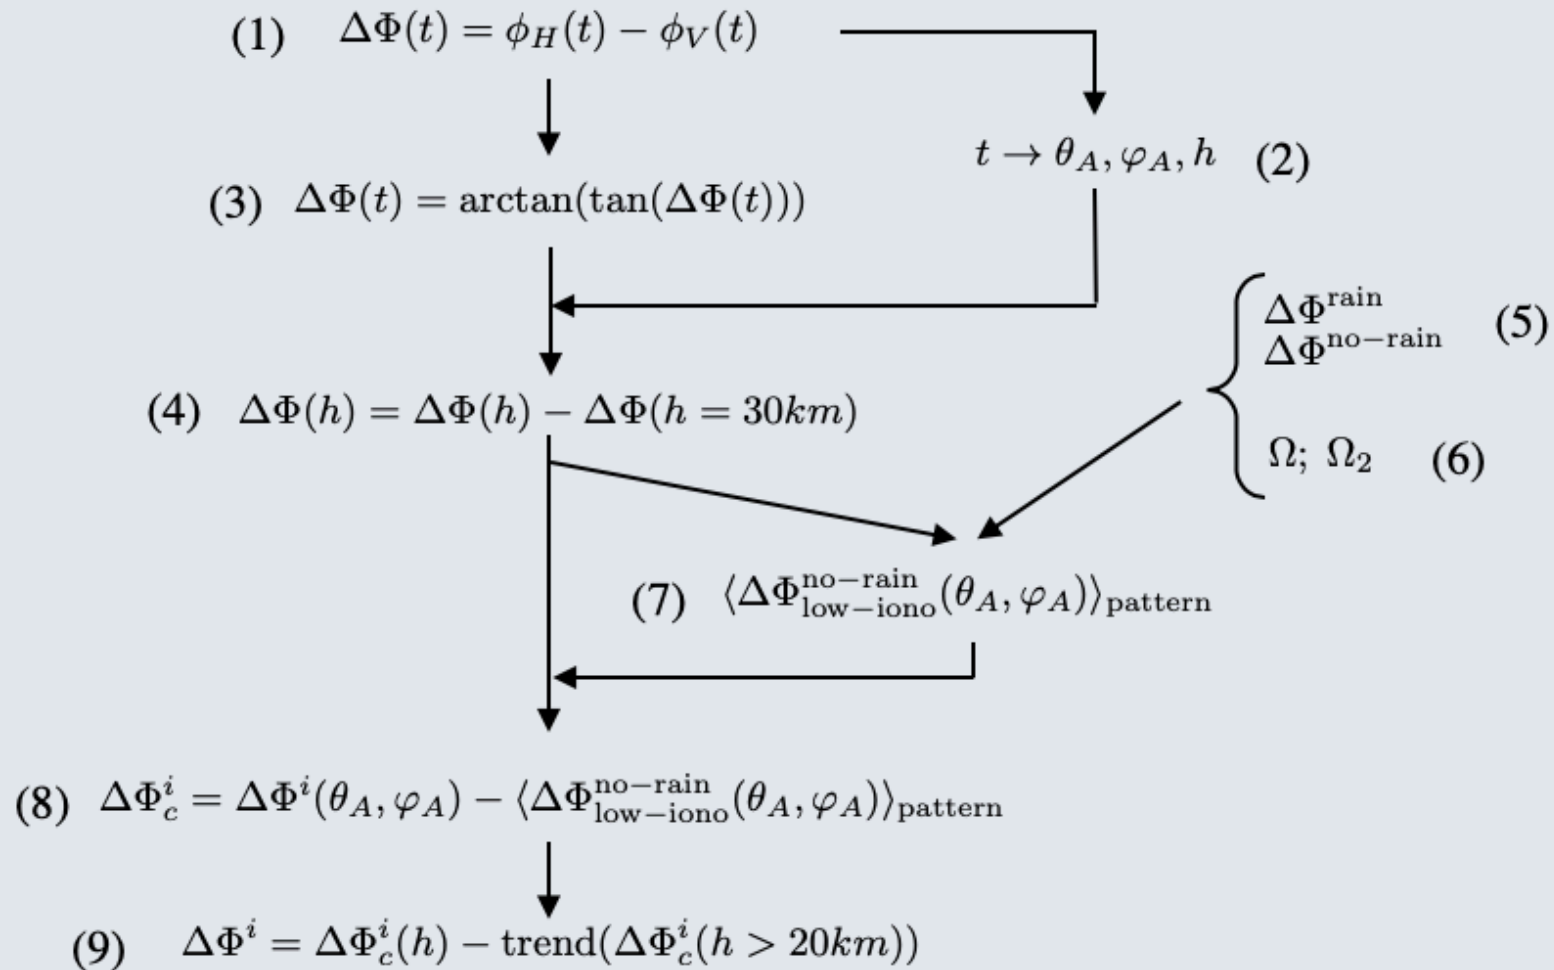 (1) ΔΦ(t) = ϕ_H(t) − ϕ_V(t)
t → θ_A, φ_A, h (2)
(3) ΔΦ(t) = arctan(tan(ΔΦ(t)))
ΔΦ^rain
ΔΦ^no−rain (5)
(4) ΔΦ(h) = ΔΦ(h) − ΔΦ(h = 30km)
Ω; Ω_2 (6)
(7) ⟨ΔΦ^no−rain_low−iono(θ_A, φ_A)⟩_pattern
(8) ΔΦ^i_c = ΔΦ^i(θ_A, φ_A) − ⟨ΔΦ^no−rain_low−iono(θ_A, φ_A)⟩_pattern
(9) ΔΦ^i = ΔΦ^i_c(h) − trend(ΔΦ^i_c(h > 20km))